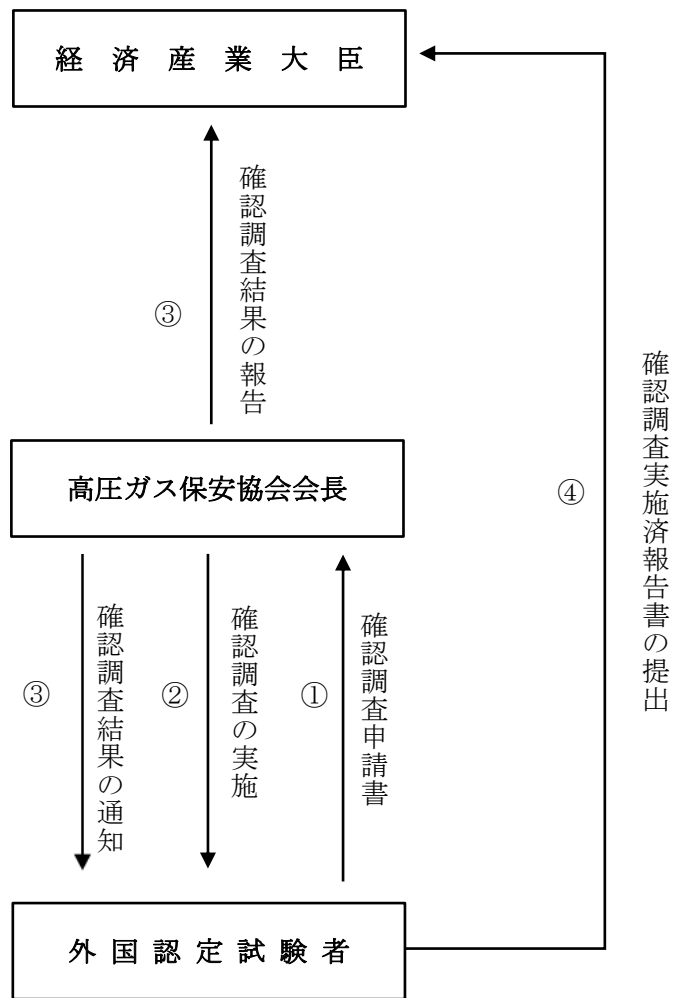 経済産業大臣
確認調査結果の報告
③
確認調査実施済報告書の提出
④
高圧ガス保安協会会長
確認調査申請書
①
確認調査の実施
②
確認調査結果の通知
③
外国認定試験者